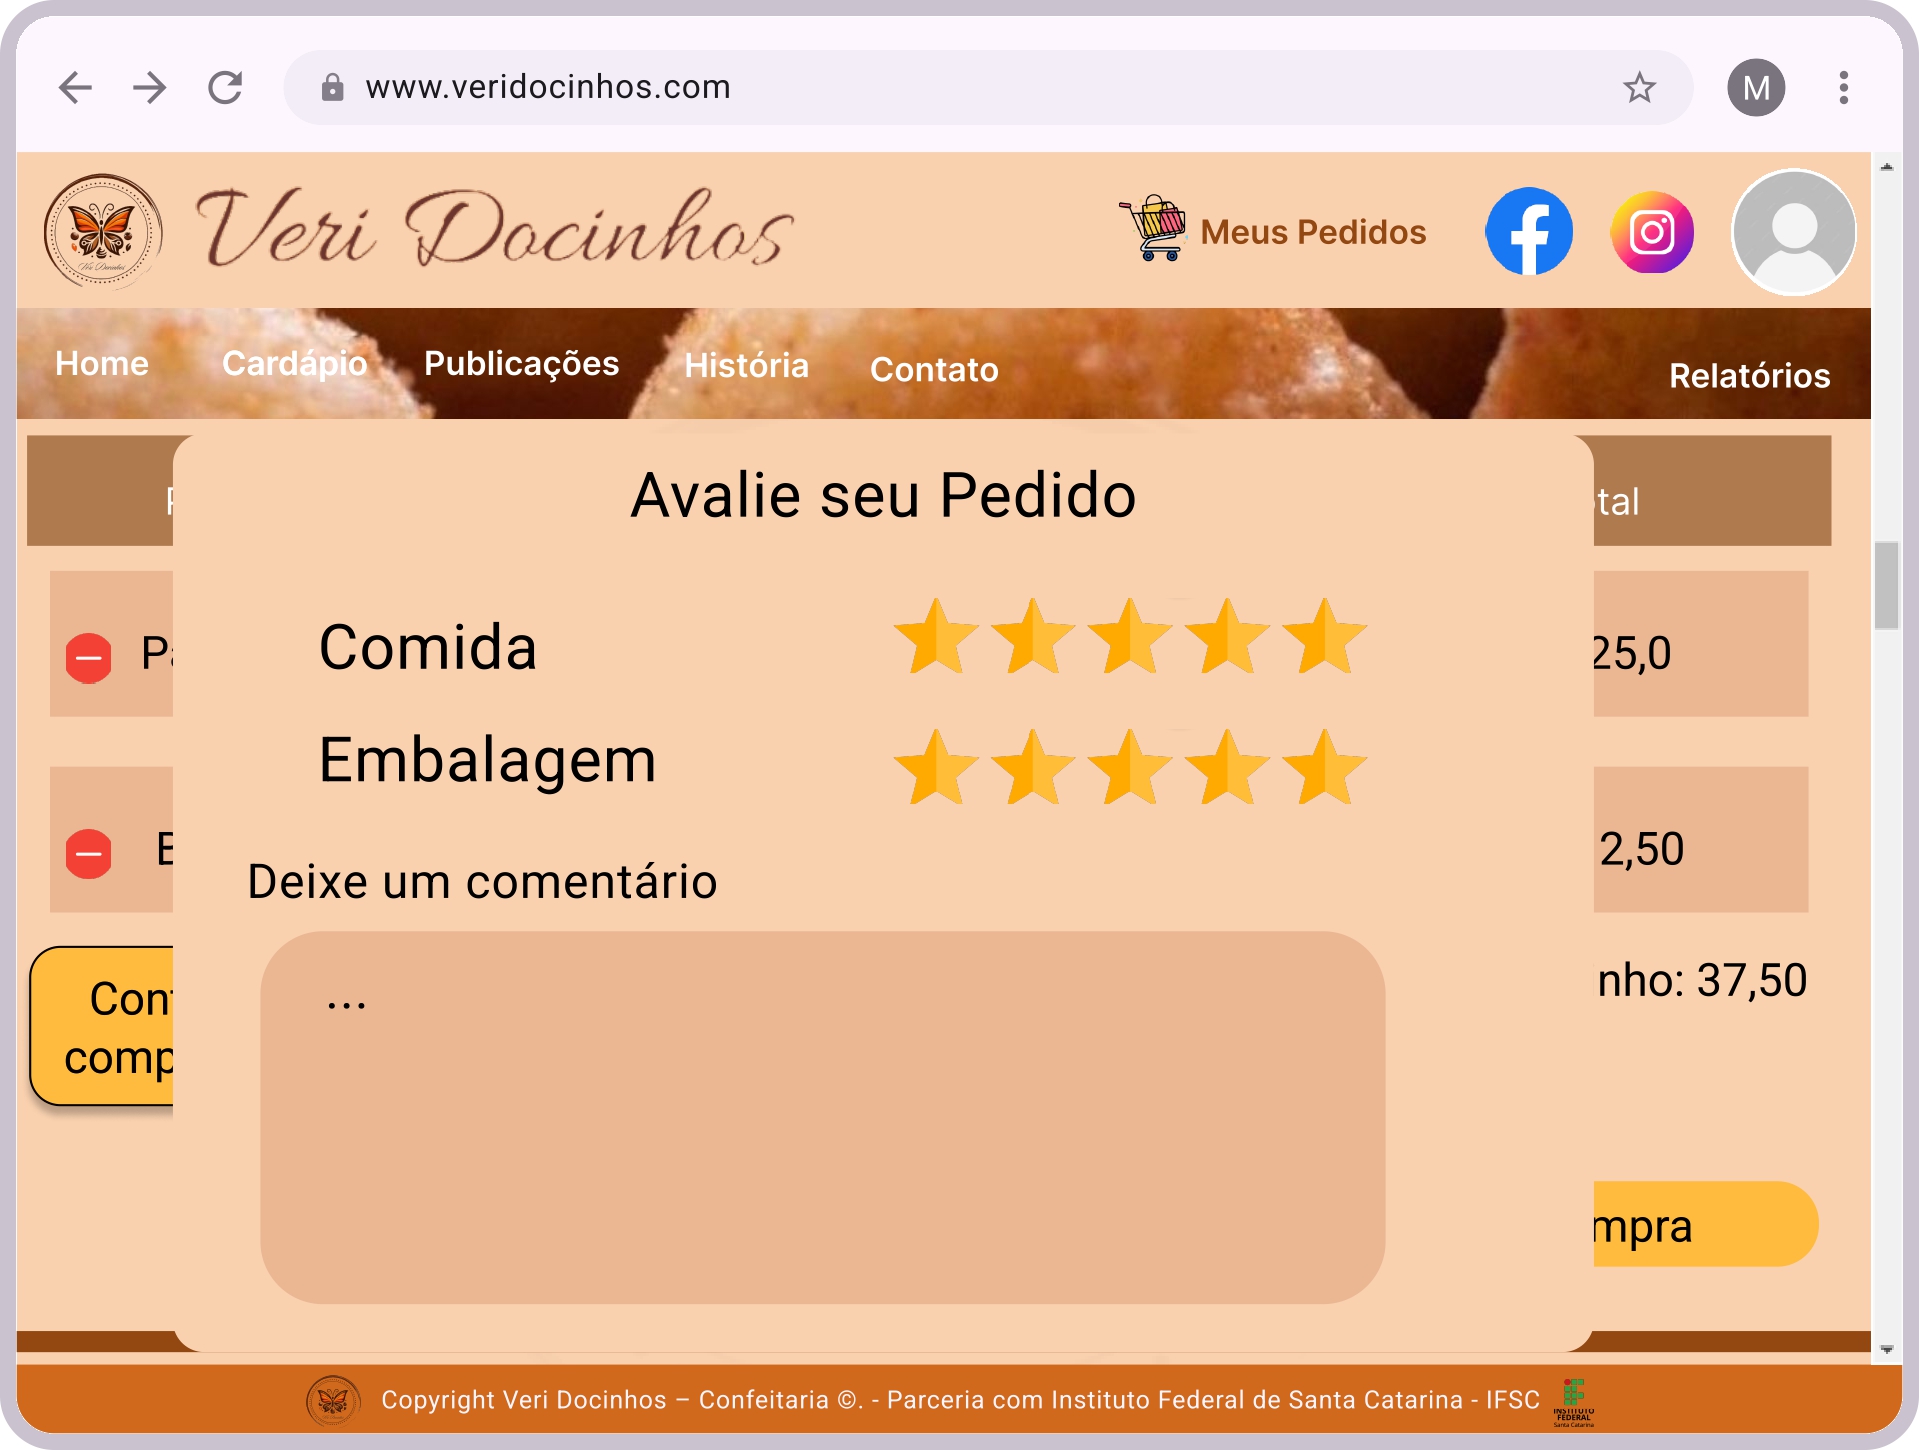 www.veridocinhos.com
M
Veri Docinhos
Meus Pedidos
Home Cardápio Publicações História Contato Relatórios
Avalie seu Pedido
tal
Comida
25,0
Embalagem
2,50
Deixe um comentário
nho: 37,50
...
Con
comp
mpra
Copyright Veri Docinhos – Confeitaria ©. - Parceria com Instituto Federal de Santa Catarina - IFSC
INSTITUTO
FEDERAL
Santa Catarina